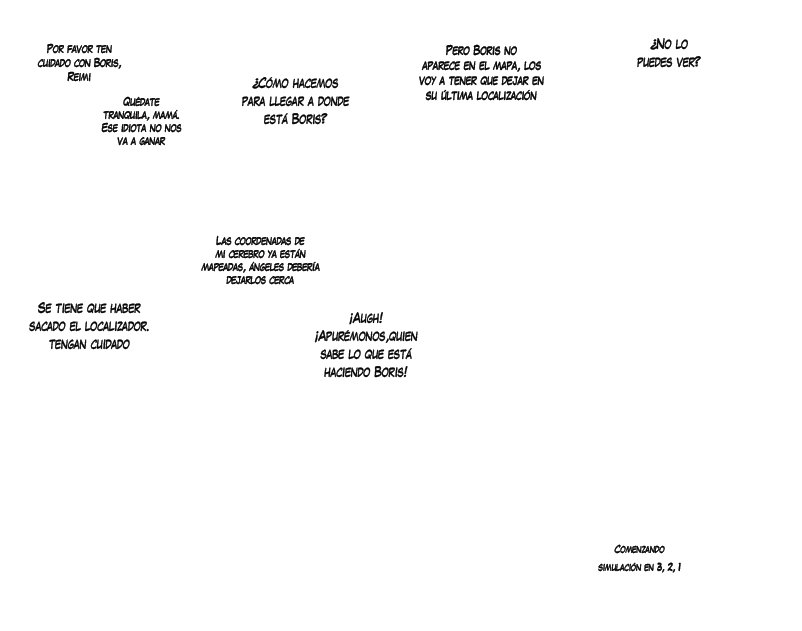 Por favor ten
cuidado con Boris,
Reimi
Quédate
tranquila, mamá.
Ese idiota no nos
va a ganar
¿Cómo hacemos
para llegar a donde
está Boris?
Las coordenadas de
mi cerebro ya están
mapeadas, ángeles debería
dejarlos cerca
Pero Boris no
aparece en el mapa, los
voy a tener que dejar en
su última localización
¿No lo
puedes ver?
Se tiene que haber
sacado el localizador.
tengan cuidado
¡Augh!
¡Apurémonos,quien
sabe lo que está
haciendo Boris!
Comenzando
simulación en 3, 2, 1